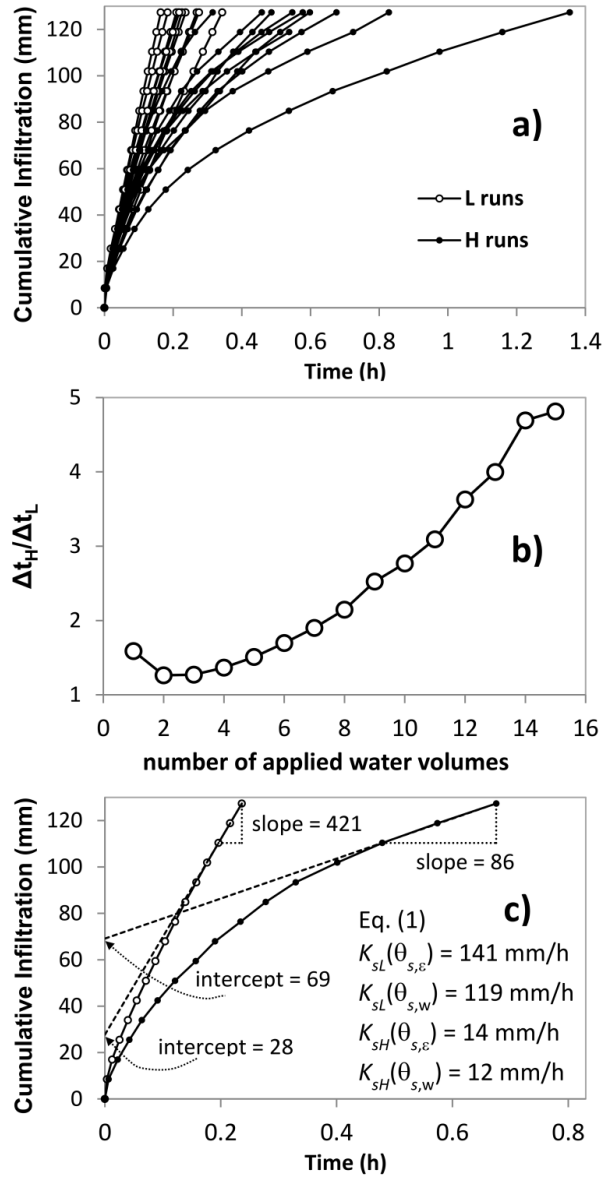 Cumulative Infiltration (mm)
120
100
80
60
40
20
0
a)
L runs
H runs
0 0.2 0.4 0.6 0.8 1 1.2 1.4
Time (h)
ΔtH/ΔtL
5
4
3
2
1
b)
0 2 4 6 8 10 12 14 16
number of applied water volumes
Cumulative Infiltration (mm)
120
100
80
60
40
20
0
slope = 421
slope = 86
c)
intercept = 69
intercept = 28
Eq. (1)
KsL(θs,ε) = 141 mm/h
KsL(θs,w) = 119 mm/h
KsH(θs,ε) = 14 mm/h
KsH(θs,w) = 12 mm/h
0 0.2 0.4 0.6 0.8
Time (h)